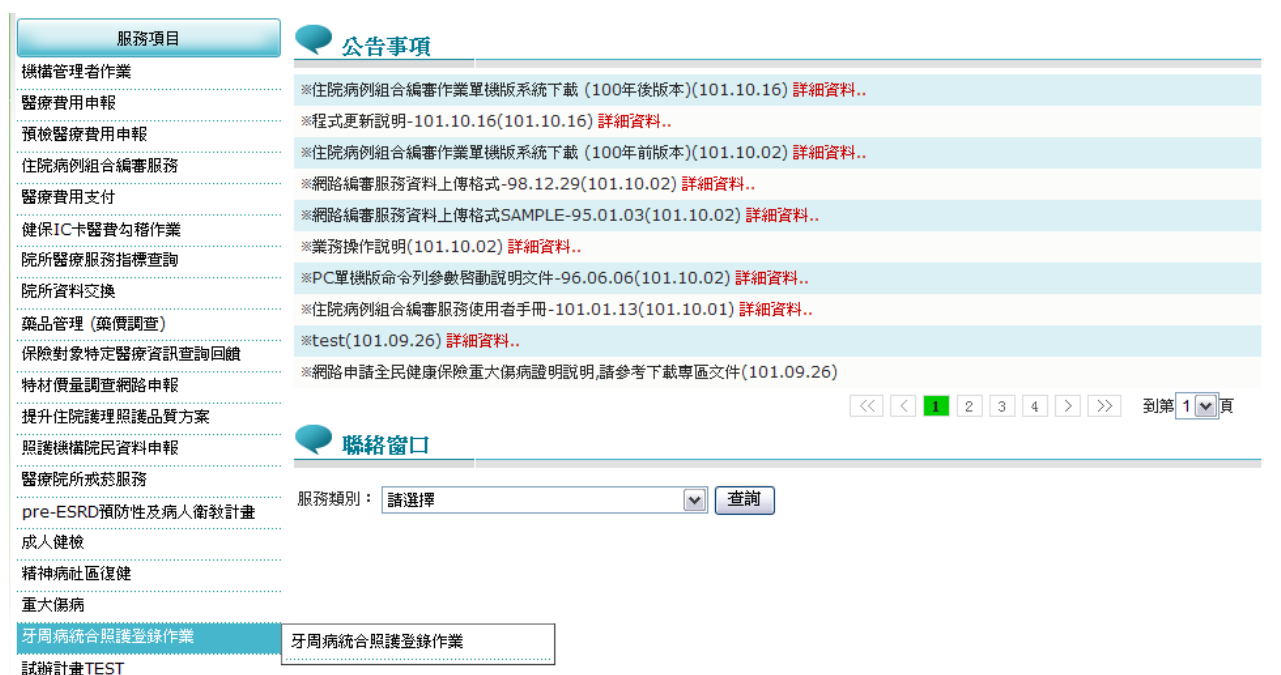 服務項目
機構管理者作業
醫療費用申報
預檢醫療費用申報
住院病例組合編審服務
醫療費用支付
健保IC卡醫費勾稽作業
院所醫療服務指標查詢
院所資料交換
藥品管理 (藥價調查)
保險對象特定醫療資訊查詢回饋
特材價量調查網路申報
提升住院護理照護品質方案
照護機構院民資料申報
醫療院所戒菸服務
pre-ESRD預防性及病人衛教計畫
成人健檢
精神病社區復健
重大傷病
牙周病統合照護登錄作業
試辦計畫TEST
牙周病統合照護登錄作業
公告事項
※住院病例組合編審作業單機版系統下載 (100年後版本)(101.10.16) 詳細資料..
※程式更新說明-101.10.16(101.10.16) 詳細資料..
※住院病例組合編審作業單機版系統下載 (100年前版本)(101.10.02) 詳細資料..
※網路編審服務資料上傳格式-98.12.29(101.10.02) 詳細資料..
※網路編審服務資料上傳格式SAMPLE-95.01.03(101.10.02) 詳細資料..
※業務操作說明(101.10.02) 詳細資料..
※PC單機版命令列參數啓動說明文件-96.06.06(101.10.02) 詳細資料..
※住院病例組合編審服務使用者手冊-101.01.13(101.10.01) 詳細資料..
※test(101.09.26) 詳細資料..
※網路申請全民健康保險重大傷病證明說明,請參考下載專區文件(101.09.26)
<< < 1 2 3 4 > >> 到第 1 頁
聯絡窗口
服務類別： 請選擇 查詢